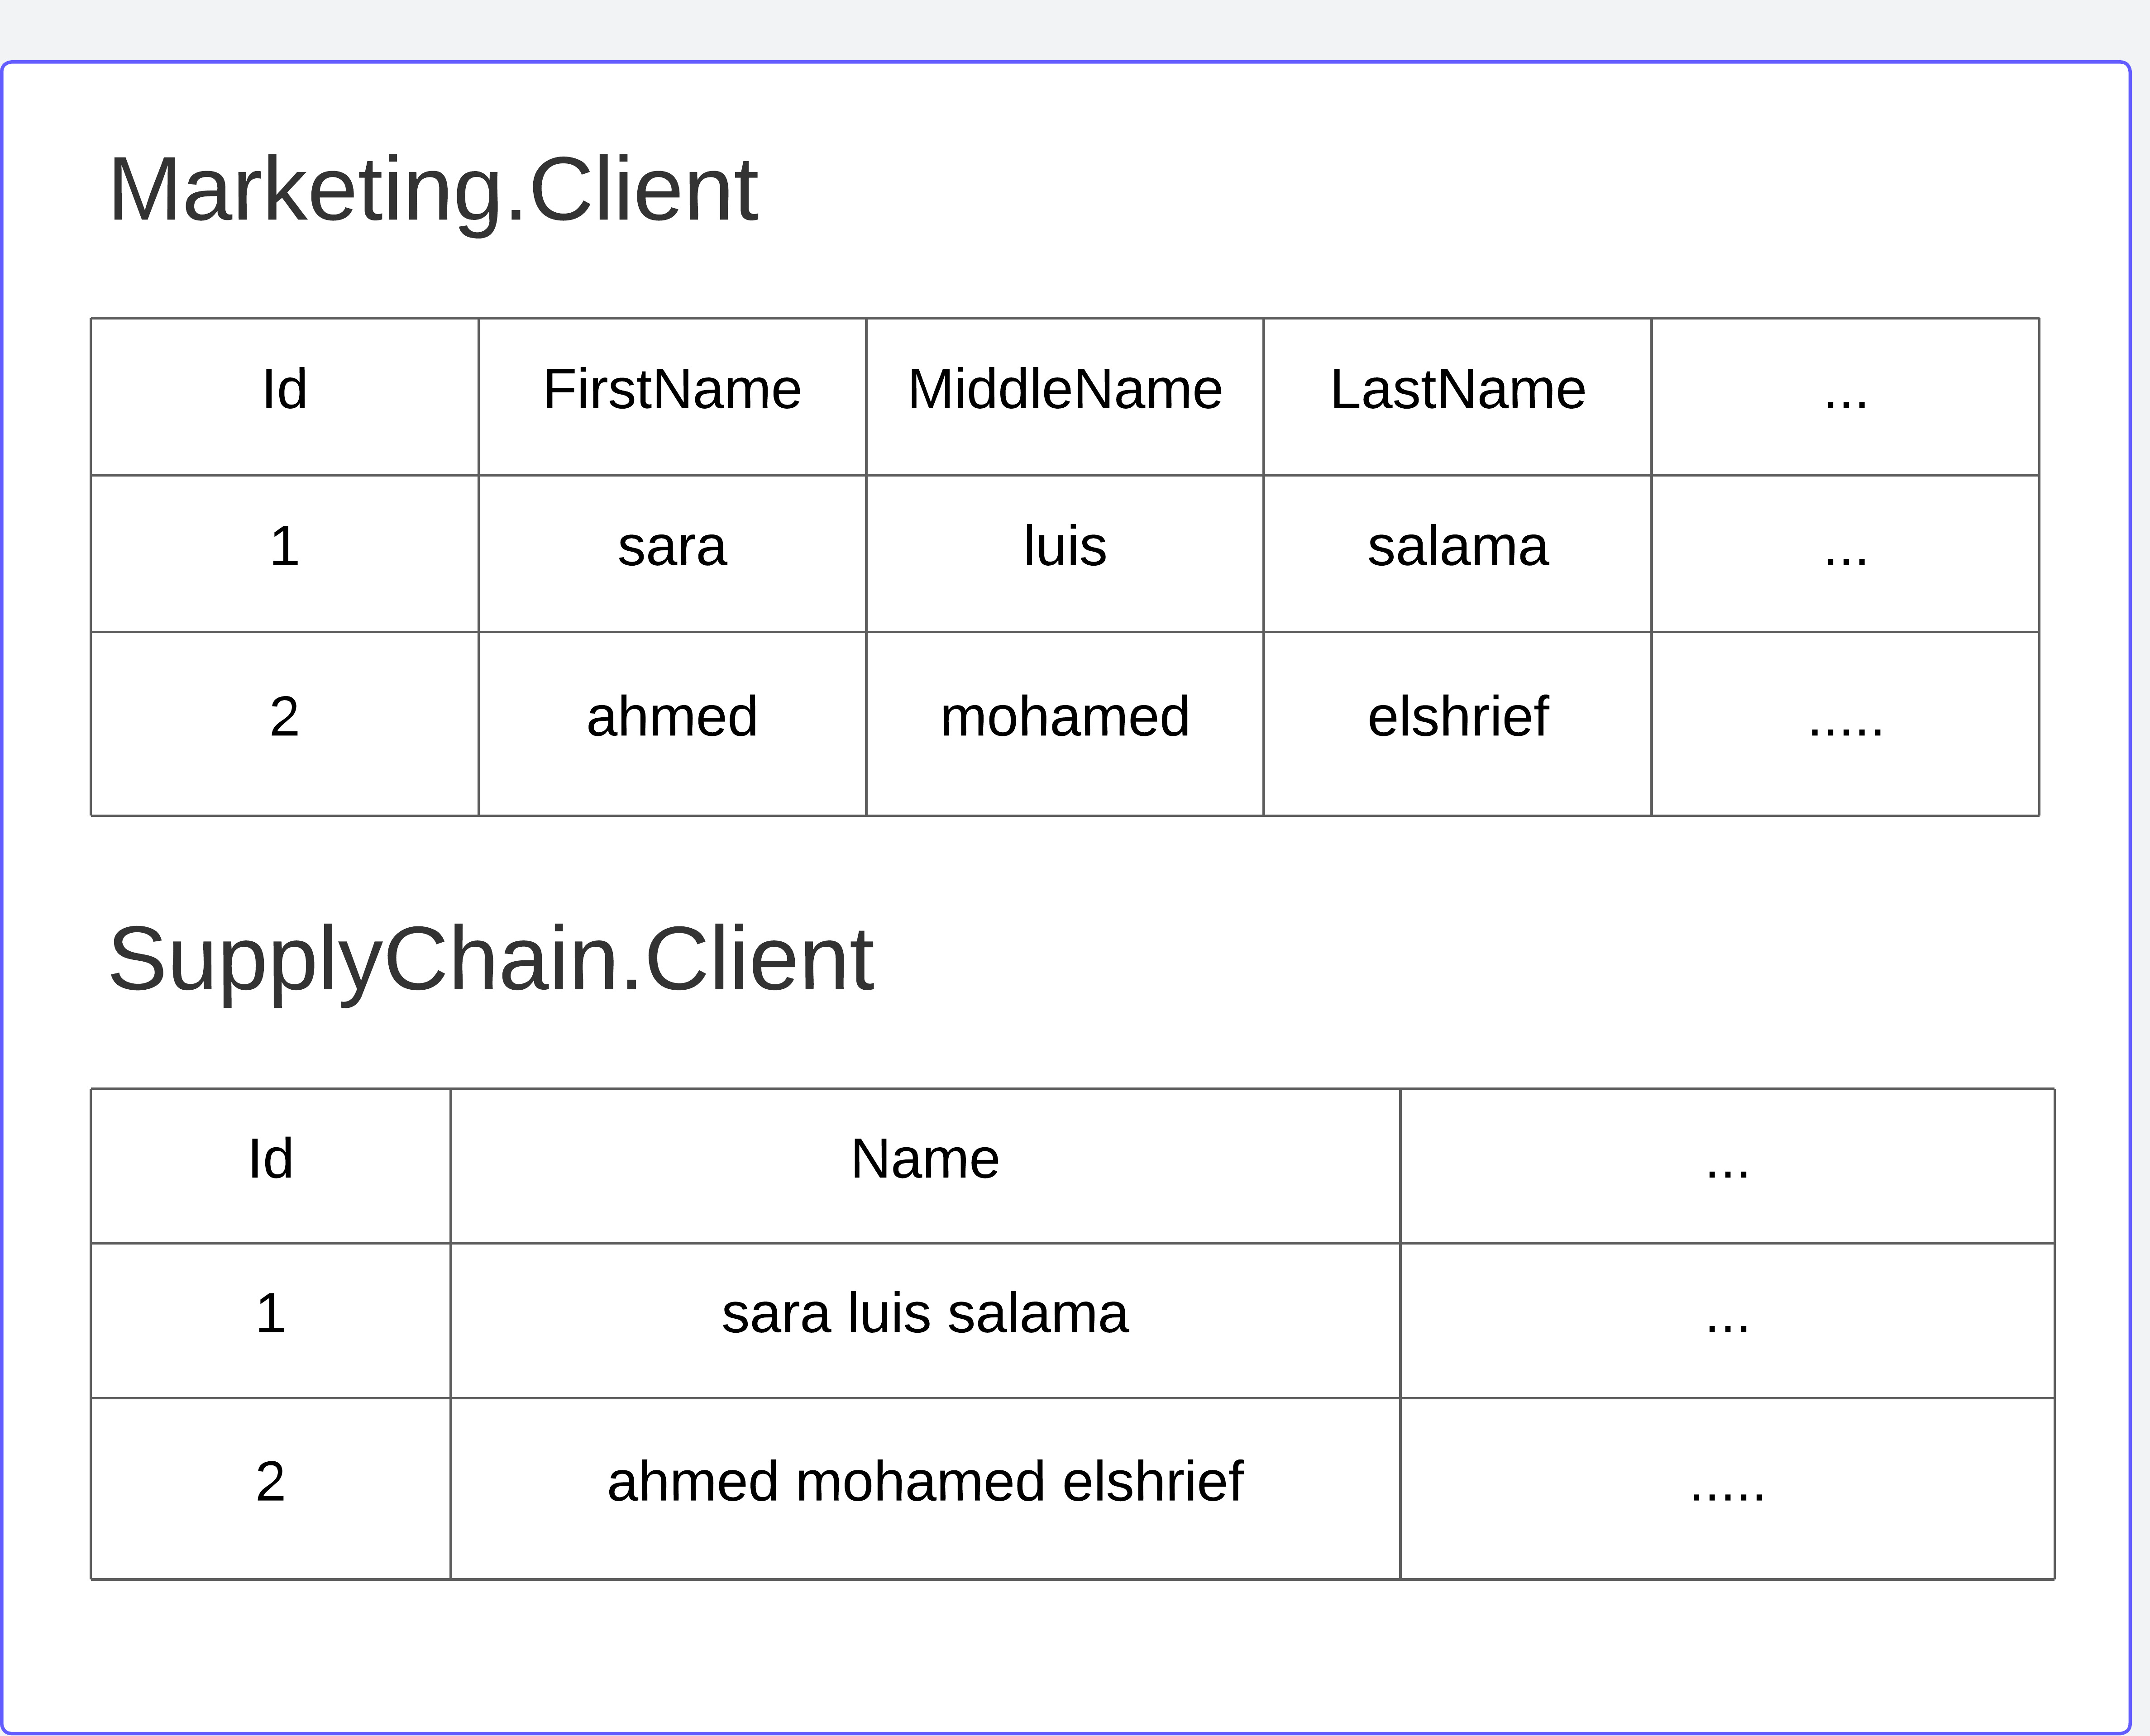 Marketing.Client
Id FirstName MiddleName LastName ...
1 sara luis salama ...
2 ahmed mohamed elshrief .....
SupplyChain.Client
Id Name ...
1 sara luis salama ...
2 ahmed mohamed elshrief .....